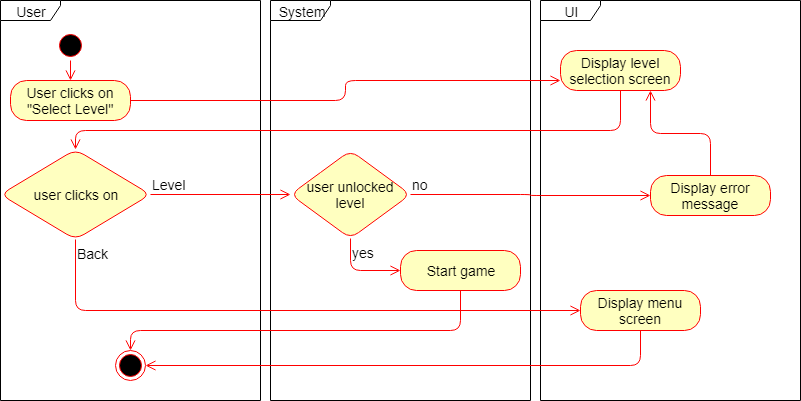 User
System
UI
User clicks on
"Select Level"
Display level
selection screen
user clicks on
Level
user unlocked
level
no
Display error
message
yes
Back
Start game
Display menu
screen